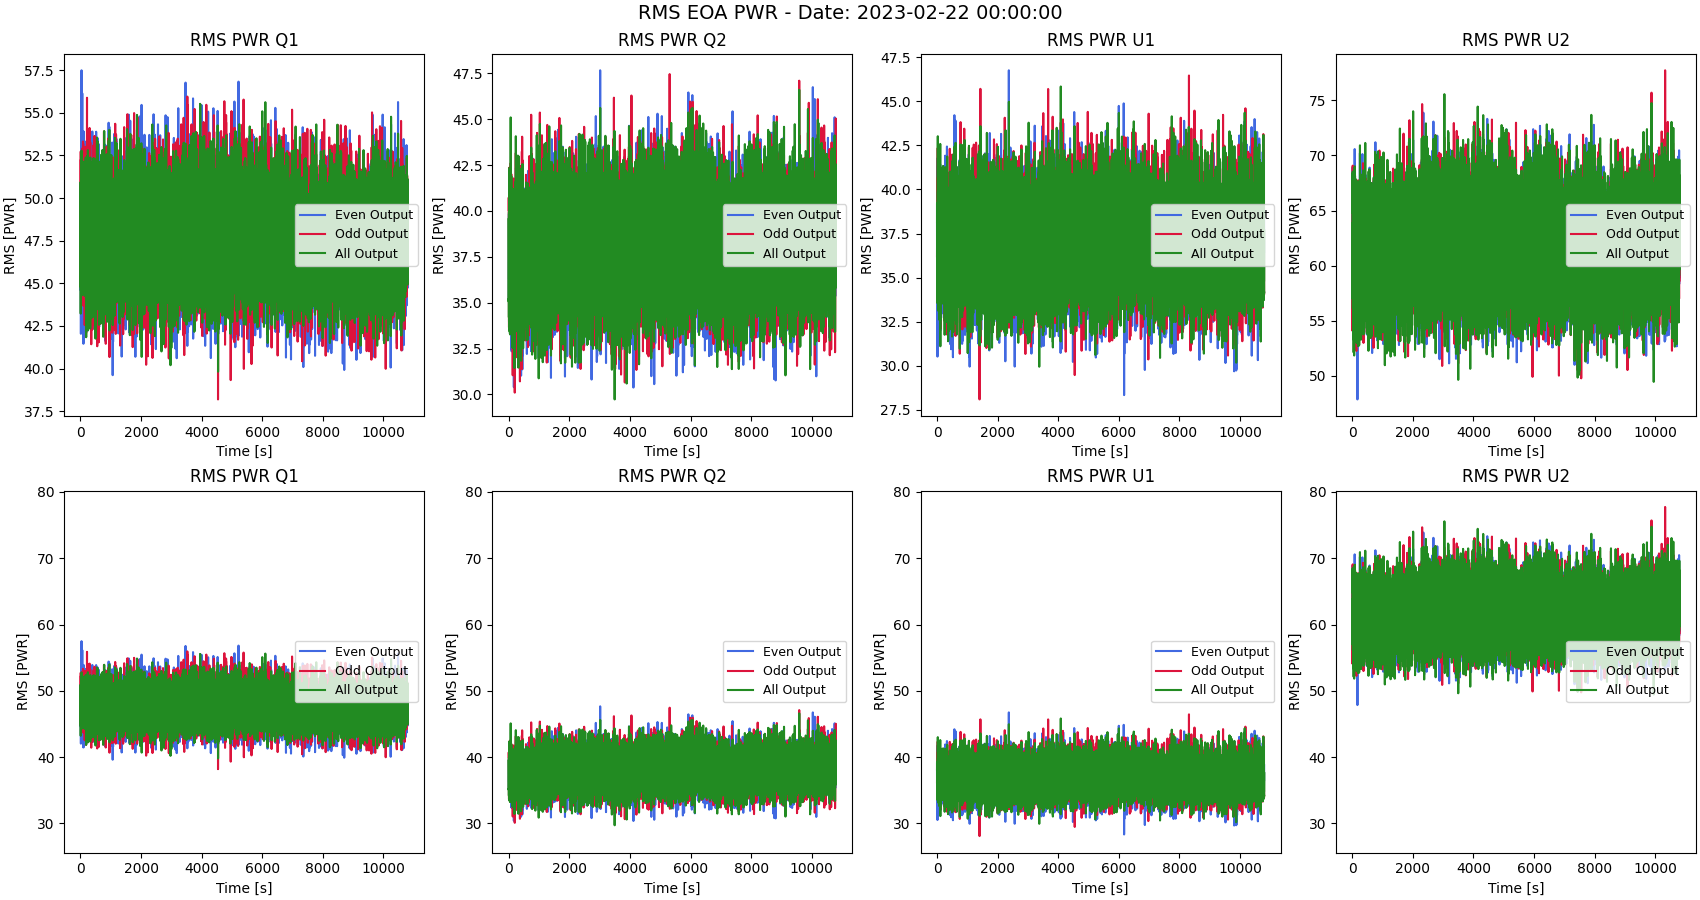 RMS EOA PWR - Date: 2023-02-22 00:00:00
RMS PWR Q1
RMS [PWR]
57.5
55.0
52.5
50.0
47.5
45.0
42.5
40.0
37.5
Even Output
Odd Output
All Output
0 2000 4000 6000 8000 10000
Time [s]
RMS PWR Q2
RMS [PWR]
47.5
45.0
42.5
40.0
37.5
35.0
32.5
30.0
Even Output
Odd Output
All Output
0 2000 4000 6000 8000 10000
Time [s]
RMS PWR U1
RMS [PWR]
47.5
45.0
42.5
40.0
37.5
35.0
32.5
30.0
27.5
Even Output
Odd Output
All Output
0 2000 4000 6000 8000 10000
Time [s]
RMS PWR U2
RMS [PWR]
75
70
65
60
55
50
Even Output
Odd Output
All Output
0 2000 4000 6000 8000 10000
Time [s]
RMS PWR Q1
RMS [PWR]
80
70
60
50
40
30
Even Output
Odd Output
All Output
0 2000 4000 6000 8000 10000
Time [s]
RMS PWR Q2
RMS [PWR]
80
70
60
50
40
30
Even Output
Odd Output
All Output
0 2000 4000 6000 8000 10000
Time [s]
RMS PWR U1
RMS [PWR]
80
70
60
50
40
30
Even Output
Odd Output
All Output
0 2000 4000 6000 8000 10000
Time [s]
RMS PWR U2
RMS [PWR]
80
70
60
50
40
30
Even Output
Odd Output
All Output
0 2000 4000 6000 8000 10000
Time [s]